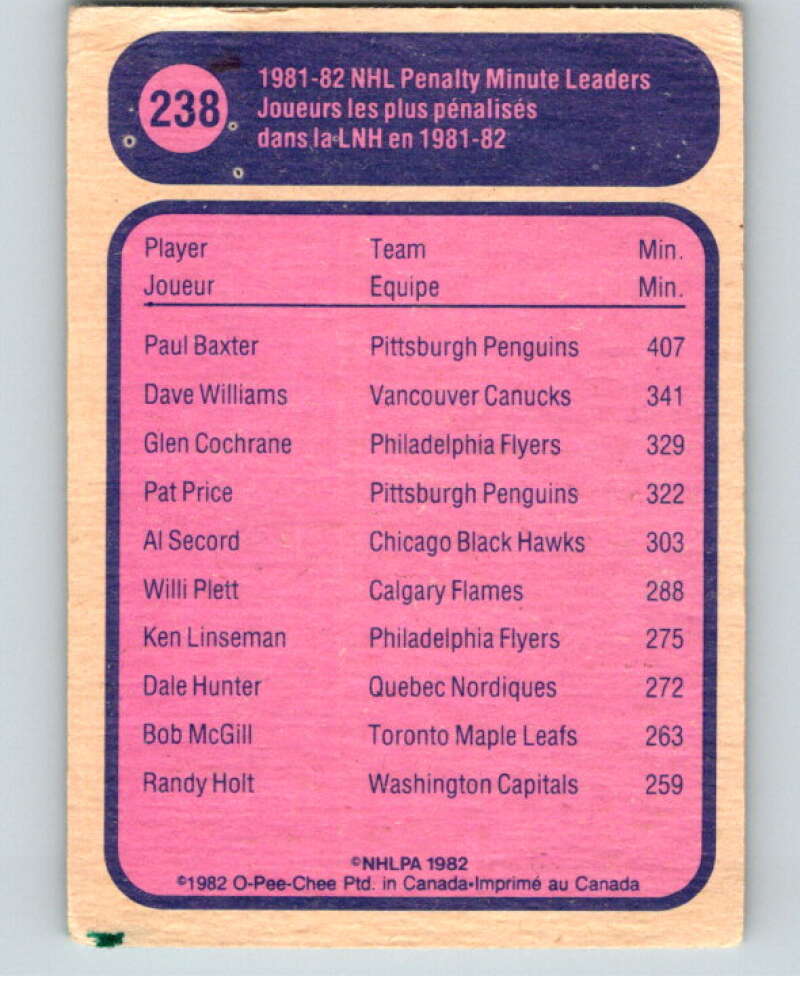 238
1981-82 NHL Penalty Minute Leaders
Joueurs les plus pénalisés
dans la LNH en 1981-82
Player Team Min.
Joueur Equipe Min.
Paul Baxter Pittsburgh Penguins 407
Dave Williams Vancouver Canucks 341
Glen Cochrane Philadelphia Flyers 329
Pat Price Pittsburgh Penguins 322
Al Secord Chicago Black Hawks 303
Willi Plett Calgary Flames 288
Ken Linseman Philadelphia Flyers 275
Dale Hunter Quebec Nordiques 272
Bob McGill Toronto Maple Leafs 263
Randy Holt Washington Capitals 259
©NHLPA 1982
©1982 O-Pee-Chee Ptd. in Canada•Imprimé au Canada